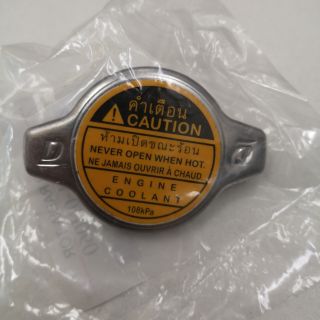 คำเตือน
CAUTION
ห้ามเปิดขณะร้อน
NEVER OPEN WHEN HOT.
NE JAMAIS OUVRIR À CHAUD.
ENGINE
COOLANT
108kPa
D